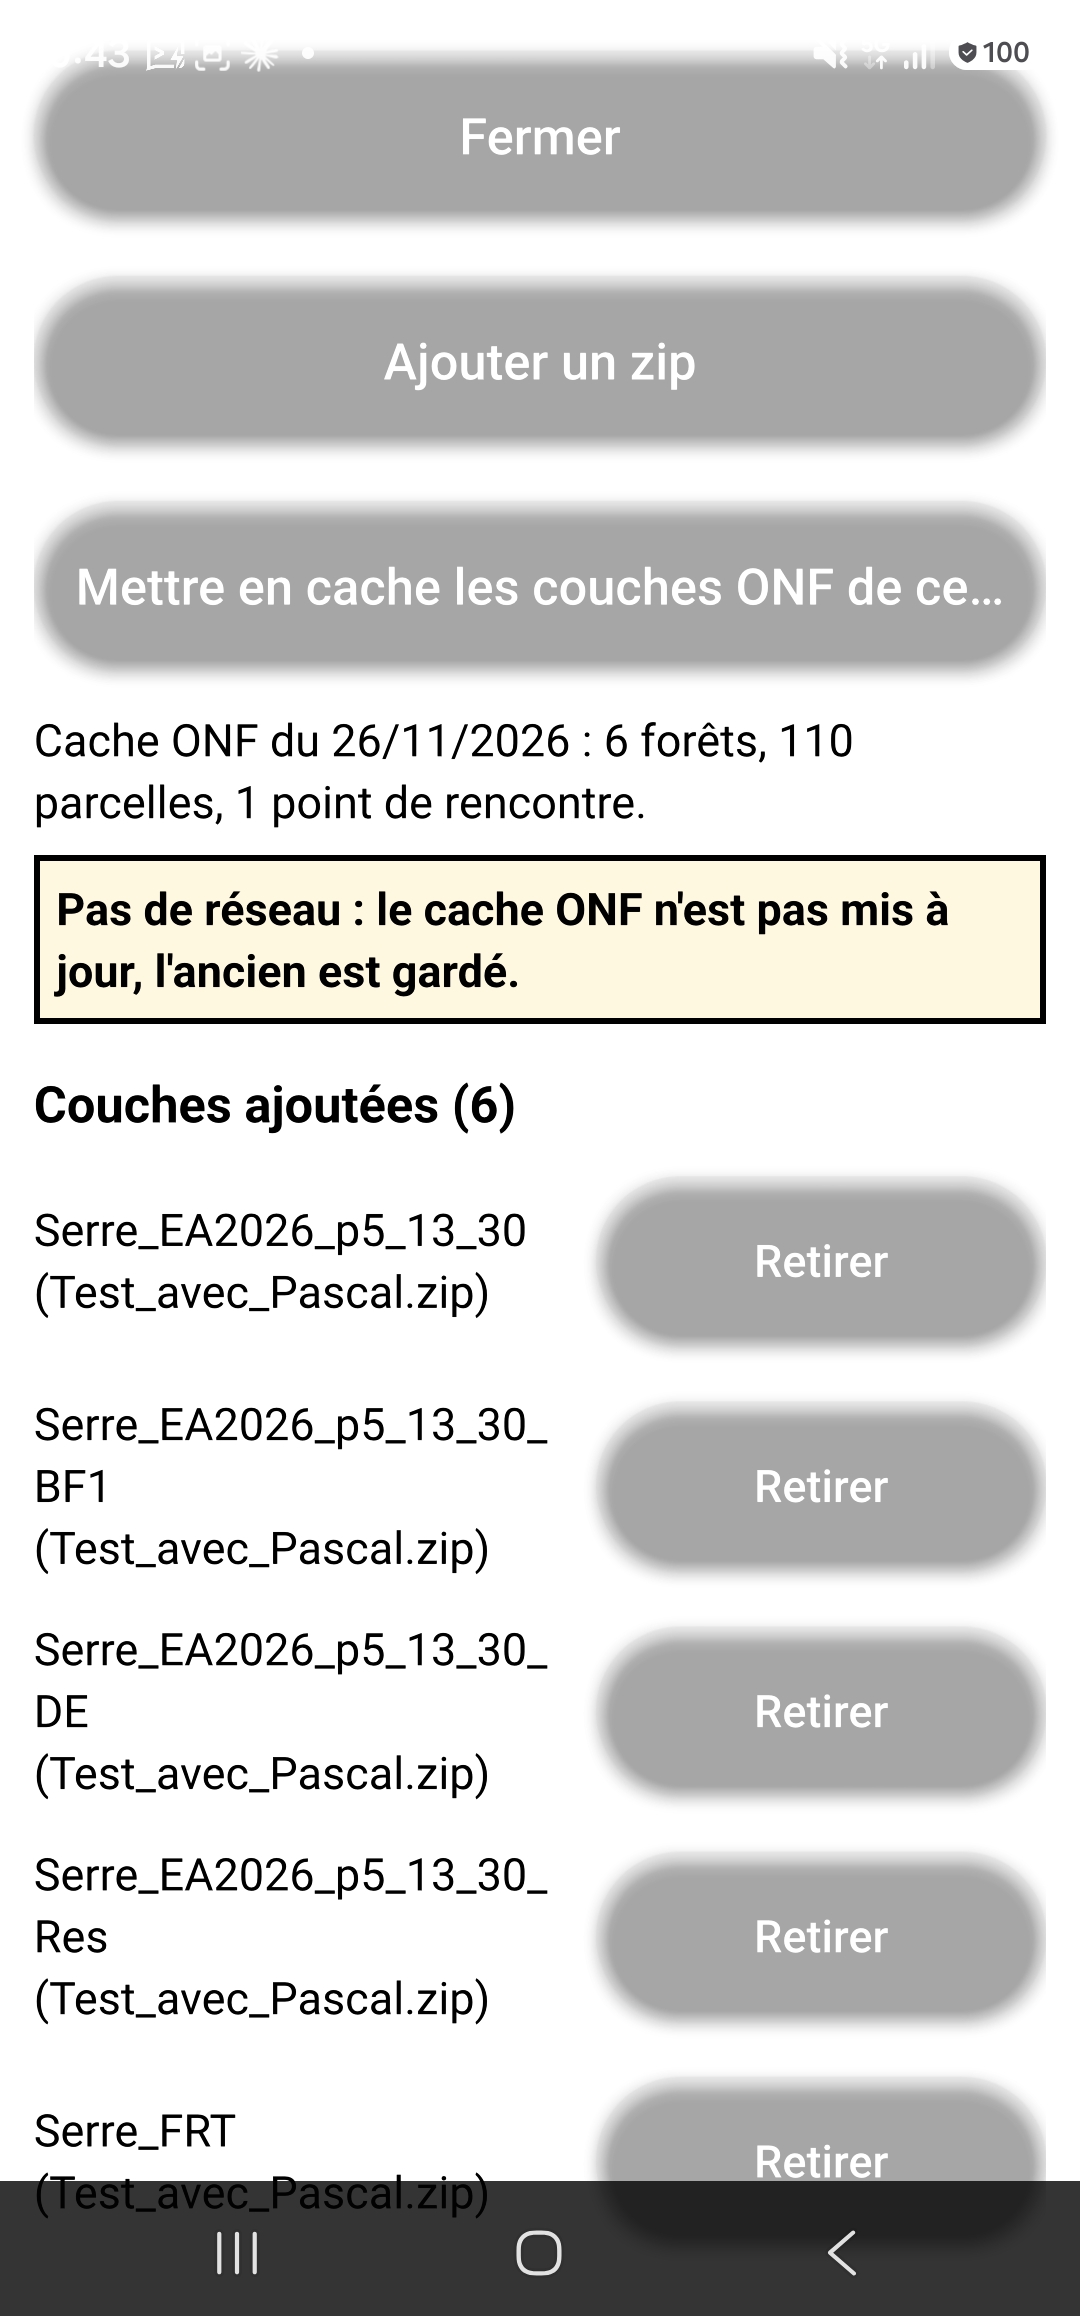 100
Fermer
Ajouter un zip
Mettre en cache les couches ONF de ce...
Cache ONF du 26/11/2026 : 6 forêts, 110
parcelles, 1 point de rencontre.
Pas de réseau : le cache ONF n'est pas mis à
jour, l'ancien est gardé.
Couches ajoutées (6)
Serre_EA2026_p5_13_30
(Test_avec_Pascal.zip)
Retirer
Serre_EA2026_p5_13_30_
BF1
(Test_avec_Pascal.zip)
Retirer
Serre_EA2026_p5_13_30_
DE
(Test_avec_Pascal.zip)
Retirer
Serre_EA2026_p5_13_30_
Res
(Test_avec_Pascal.zip)
Retirer
Serre_FRT
(Test_avec_Pascal.zip)
Retirer